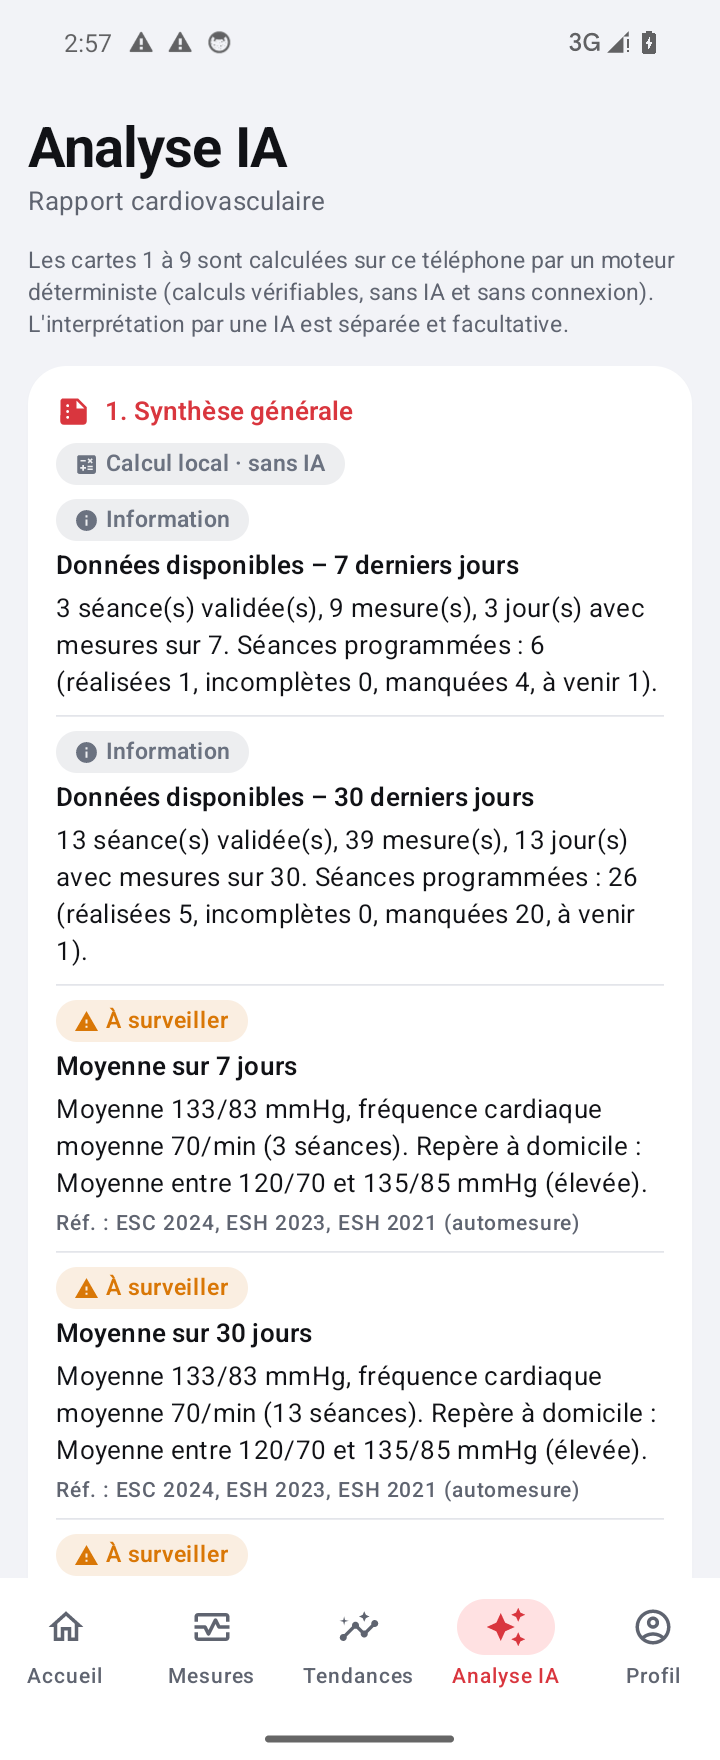 2:57
3G
Analyse IA
Rapport cardiovasculaire
Les cartes 1 à 9 sont calculées sur ce téléphone par un moteur
déterministe (calculs vérifiables, sans IA et sans connexion).
L'interprétation par une IA est séparée et facultative.
1. Synthèse générale
Calcul local · sans IA
Information
Données disponibles – 7 derniers jours
3 séance(s) validée(s), 9 mesure(s), 3 jour(s) avec
mesures sur 7. Séances programmées : 6
(réalisées 1, incomplètes 0, manquées 4, à venir 1).
Information
Données disponibles – 30 derniers jours
13 séance(s) validée(s), 39 mesure(s), 13 jour(s)
avec mesures sur 30. Séances programmées : 26
(réalisées 5, incomplètes 0, manquées 20, à venir
1).
À surveiller
Moyenne sur 7 jours
Moyenne 133/83 mmHg, fréquence cardiaque
moyenne 70/min (3 séances). Repère à domicile :
Moyenne entre 120/70 et 135/85 mmHg (élevée).
Réf. : ESC 2024, ESH 2023, ESH 2021 (automesure)
À surveiller
Moyenne sur 30 jours
Moyenne 133/83 mmHg, fréquence cardiaque
moyenne 70/min (13 séances). Repère à domicile :
Moyenne entre 120/70 et 135/85 mmHg (élevée).
Réf. : ESC 2024, ESH 2023, ESH 2021 (automesure)
À surveiller
Accueil
Mesures
Tendances
Analyse IA
Profil